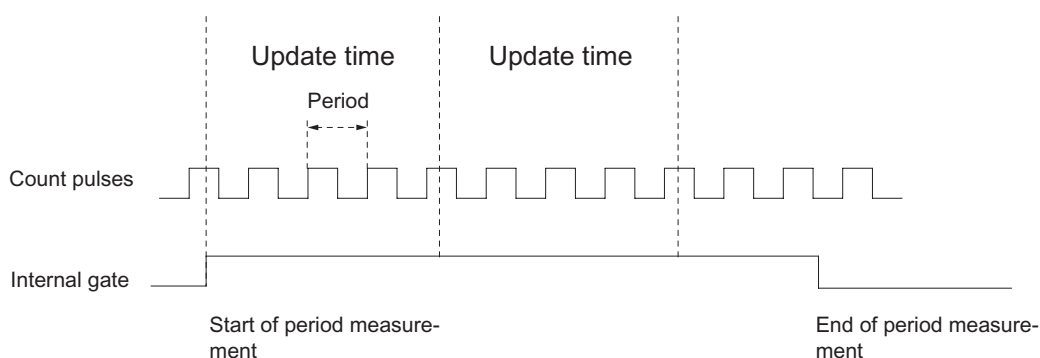 Update time Update time
Period
Count pulses
Internal gate
Start of period measure-
ment
End of period measure-
ment